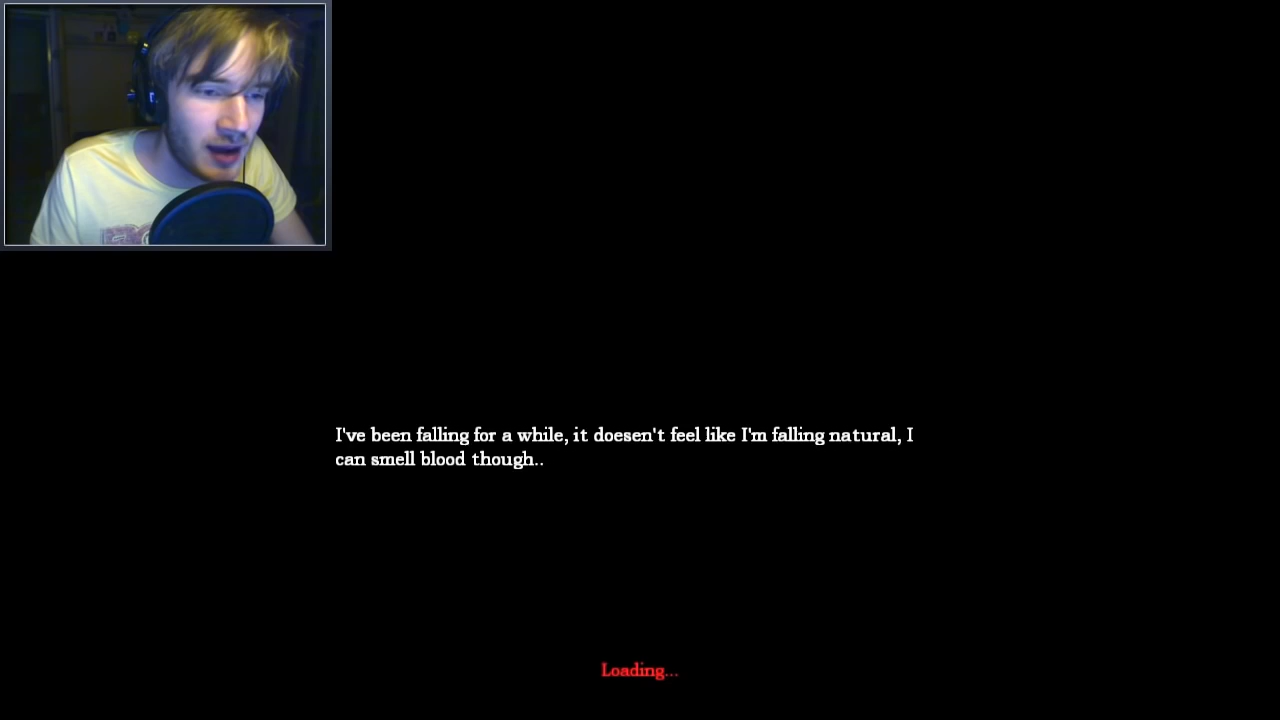 I've been falling for a while, it doesen't feel like I'm falling natural, I
can smell blood though..
Loading...